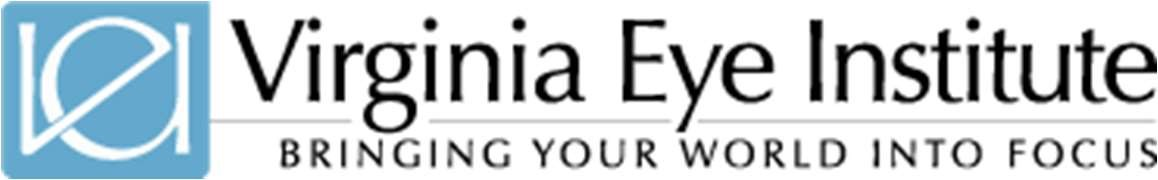 Virginia Eye Institute
BRINGING YOUR WORLD INTO FOCUS